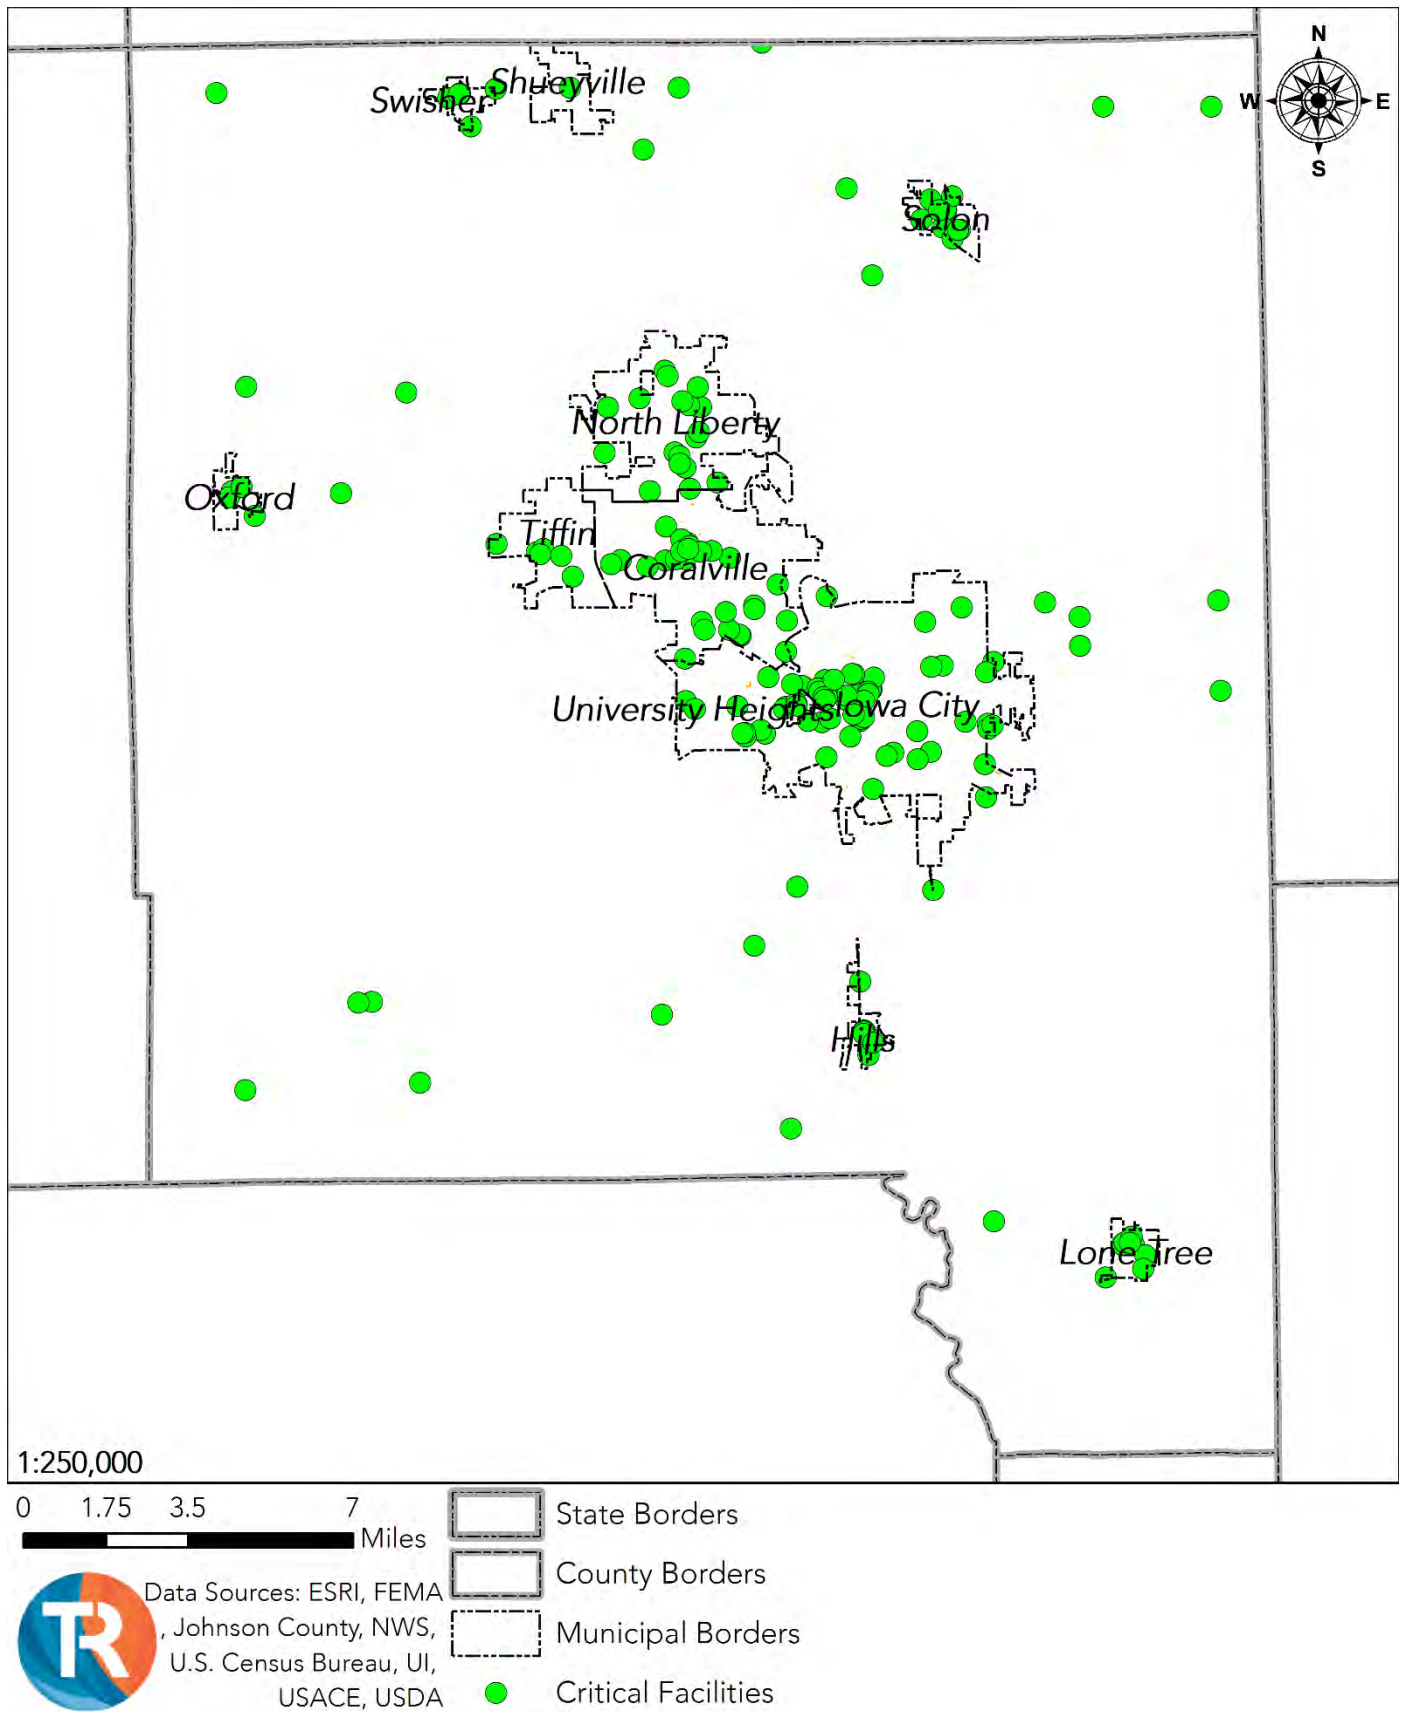 N
W E
S
Shueyville
Swisher
Solon
North Liberty
Oxford
Tiffin
Coralville
University Heights
Iowa City
Hills
Lone Tree
1:250,000
0 1.75 3.5 7
Miles
State Borders
County Borders
Municipal Borders
Critical Facilities
TR
Data Sources: ESRI, FEMA
, Johnson County, NWS,
U.S. Census Bureau, UI,
USACE, USDA